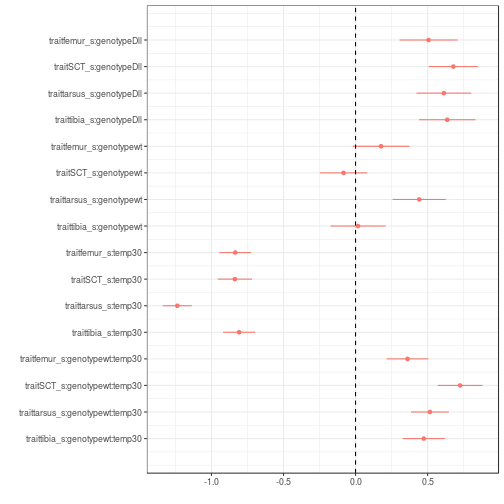 traitfemur_s:genotypeDll
traitSCT_s:genotypeDll
traittarsus_s:genotypeDll
traittibia_s:genotypeDll
traitfemur_s:genotypewt
traitSCT_s:genotypewt
traittarsus_s:genotypewt
traittibia_s:genotypewt
traitfemur_s:temp30
traitSCT_s:temp30
traittarsus_s:temp30
traittibia_s:temp30
traitfemur_s:genotypewt:temp30
traitSCT_s:genotypewt:temp30
traittarsus_s:genotypewt:temp30
traittibia_s:genotypewt:temp30
-1.0 -0.5 0.0 0.5